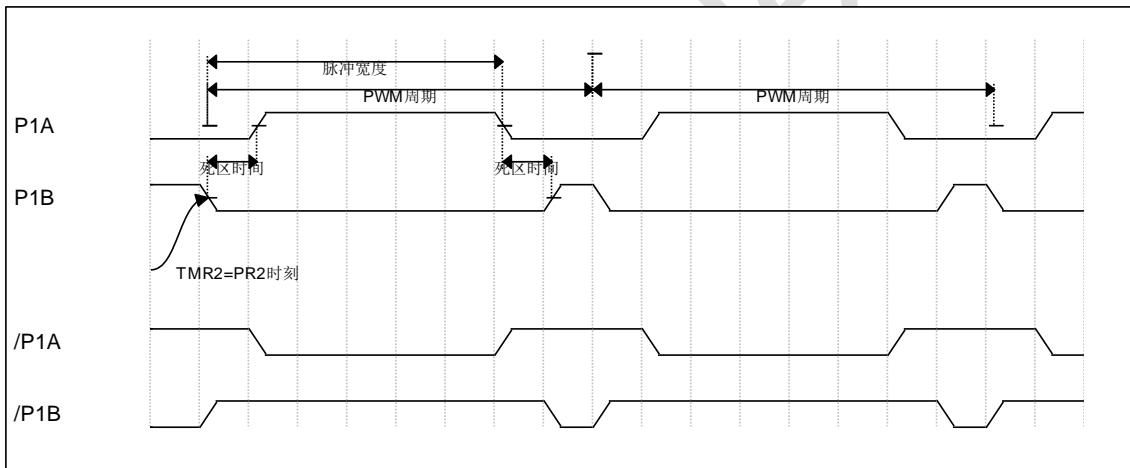 脉冲宽度
PWM周期 PWM周期
P1A
死区时间 死区时间
P1B
TMR2=PR2时刻
/P1A
/P1B